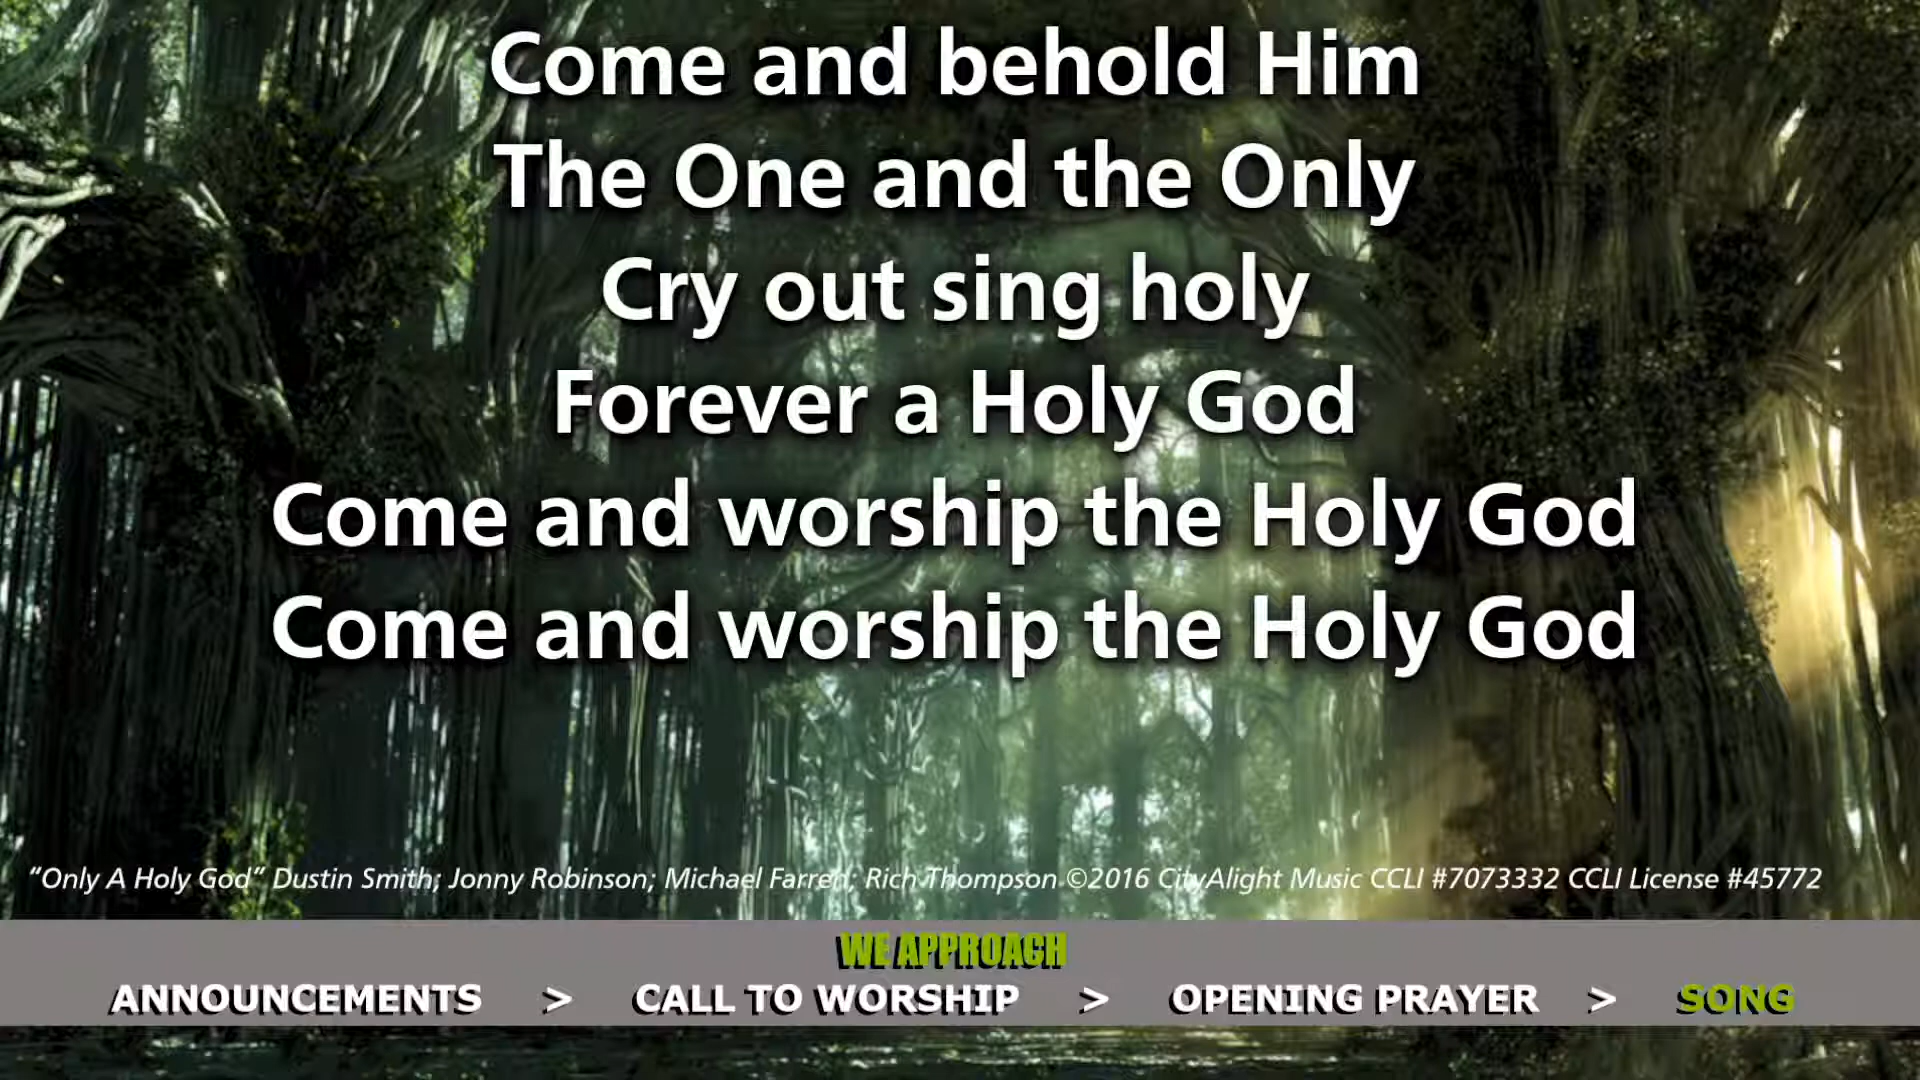 Come and behold Him
The One and the Only
Cry out sing holy
Forever a Holy God
Come and worship the Holy God
Come and worship the Holy God
“Only A Holy God” Dustin Smith; Jonny Robinson; Michael Farren; Rich Thompson ©2016 CityAlight Music CCLI #7073332 CCLI License #45772
WE APPROACH
ANNOUNCEMENTS > CALL TO WORSHIP > OPENING PRAYER > SONG